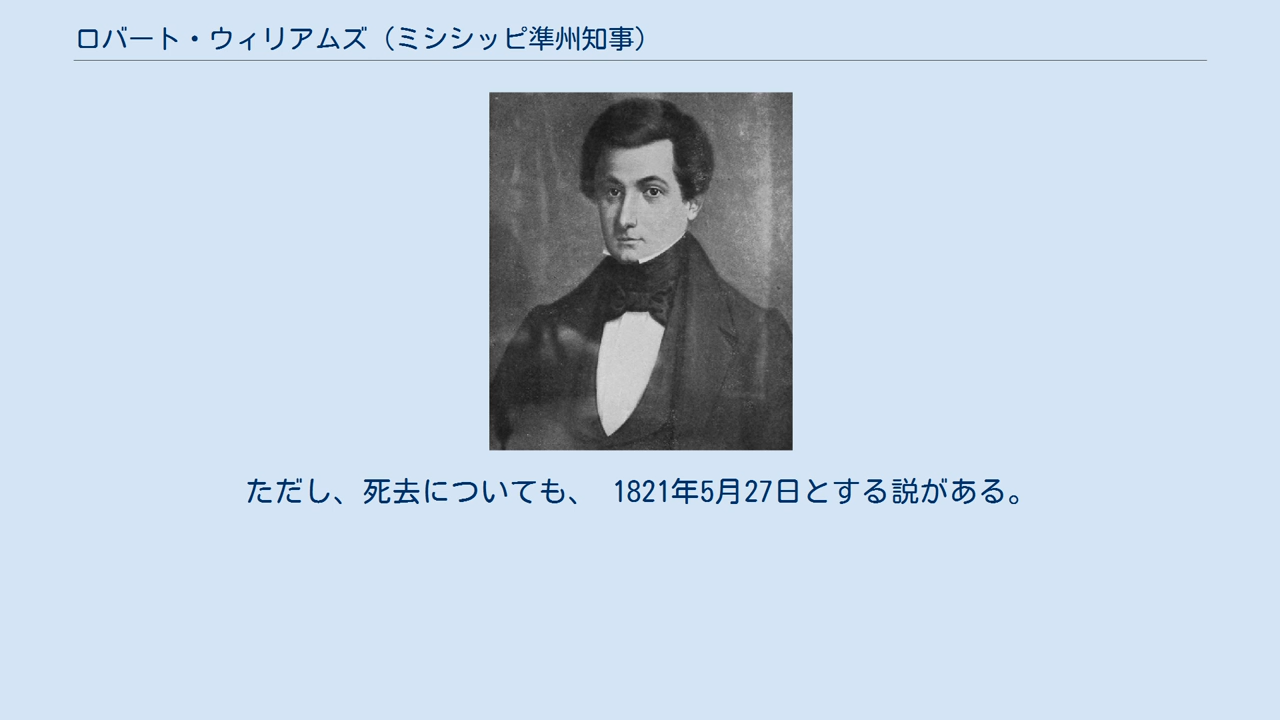 ロバート・ウィリアムズ（ミシシッピ準州知事）
ただし、死去についても、 1821年5月27日とする説がある。